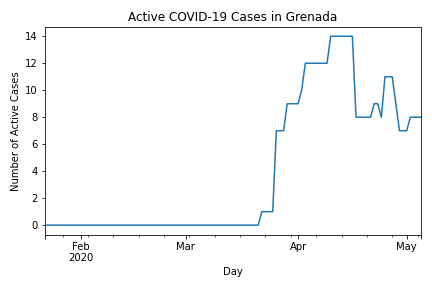 Active COVID-19 Cases in Grenada
Number of Active Cases
14
12
10
8
6
4
2
0
Feb
2020
Mar
Apr
May
Day